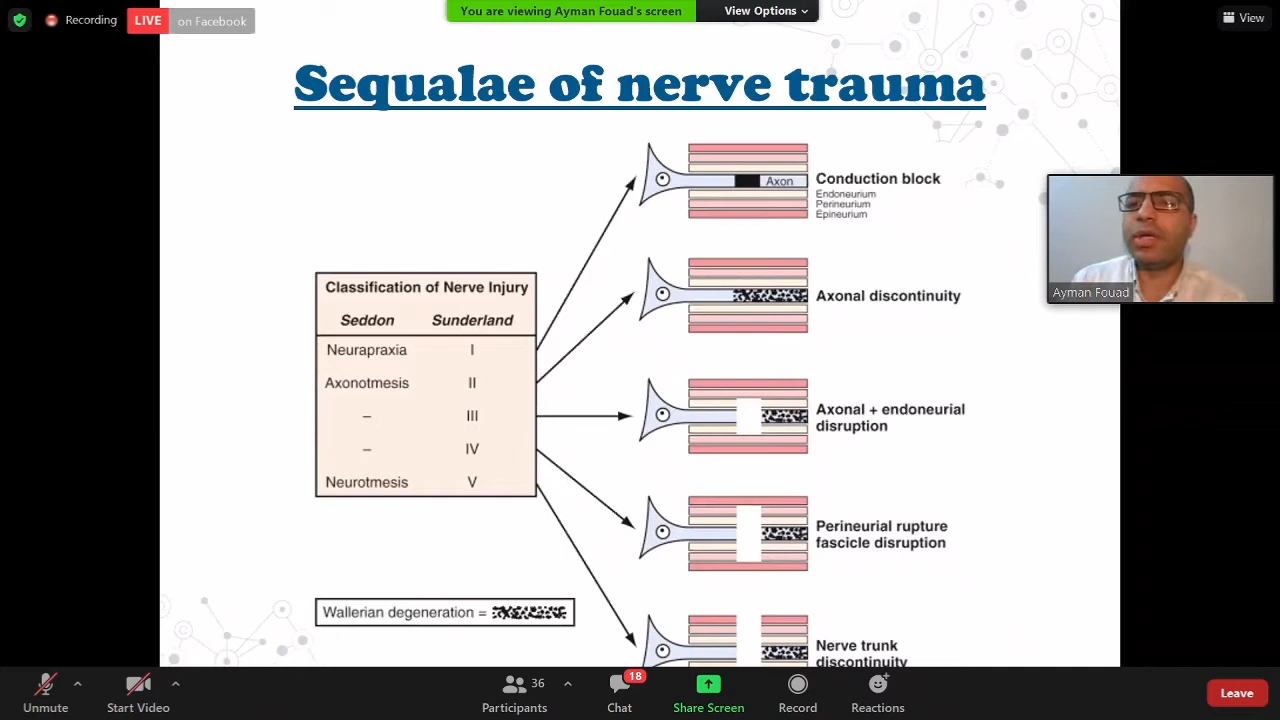 Recording
LIVE on Facebook
You are viewing Ayman Fouad's screen
View Options
View
Sequalae of nerve trauma
Axon
Conduction block
Endoneurium
Perineurium
Epineurium
Ayman Fouad
Classification of Nerve Injury
Seddon Sunderland
Neurapraxia I
Axonotmesis II
– III
– IV
Neurotmesis V
Axonal discontinuity
Axonal + endoneurial
disruption
Perineurial rupture
fascicle disruption
Wallerian degeneration =
Nerve trunk
discontinuity
Unmute
Start Video
36
Participants
18
Chat
Share Screen
Record
Reactions
Leave